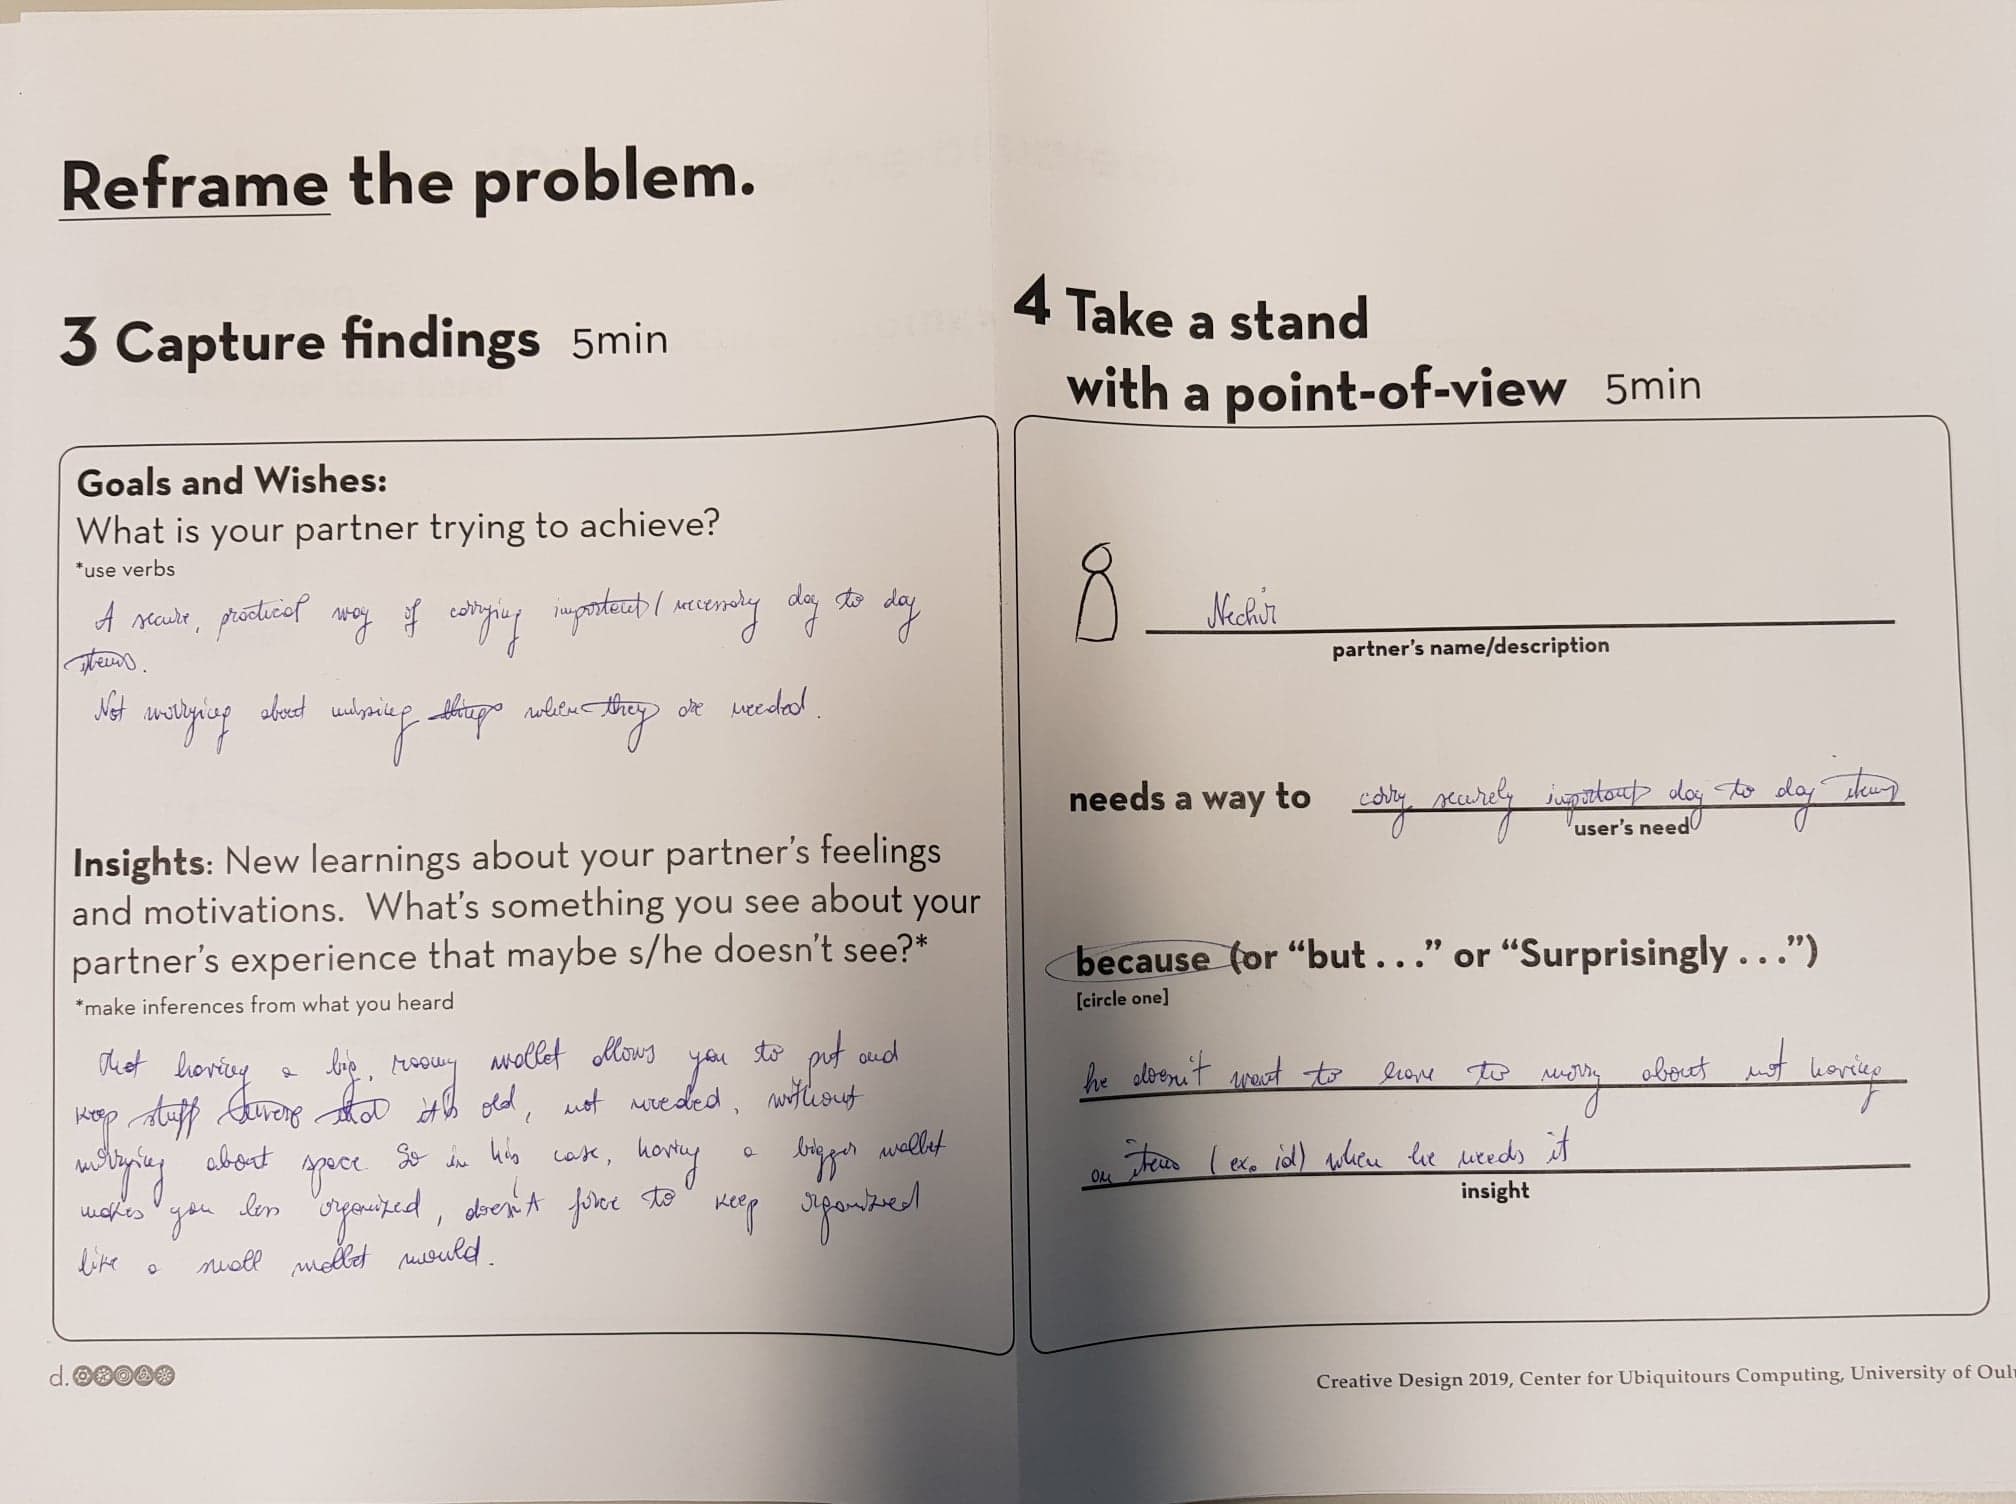 Reframe the problem.
3 Capture findings 5min
Goals and Wishes:
What is your partner trying to achieve?
*use verbs
A secure, practical way of carrying important / necessary day to day
items.
Not worrying about missing things when they are needed.
Insights: New learnings about your partner's feelings
and motivations. What's something you see about your
partner's experience that maybe s/he doesn't see?*
*make inferences from what you heard
That having a big, roomy wallet allows you to put and
keep stuff that it's old, not needed, without
worrying about space. So in his case, having a bigger wallet
makes you less organized, doesn't force to keep organized
like a small wallet would.
d.
4 Take a stand
with a point-of-view 5min
Nechir
partner's name/description
needs a way to carry securely important day to day items
user's need
because (or “but . . .” or “Surprisingly . . .”)
[circle one]
he doesn't want to have to worry about not having
an item (ex. id) when he needs it
insight
Creative Design 2019, Center for Ubiquitours Computing, University of Oulu